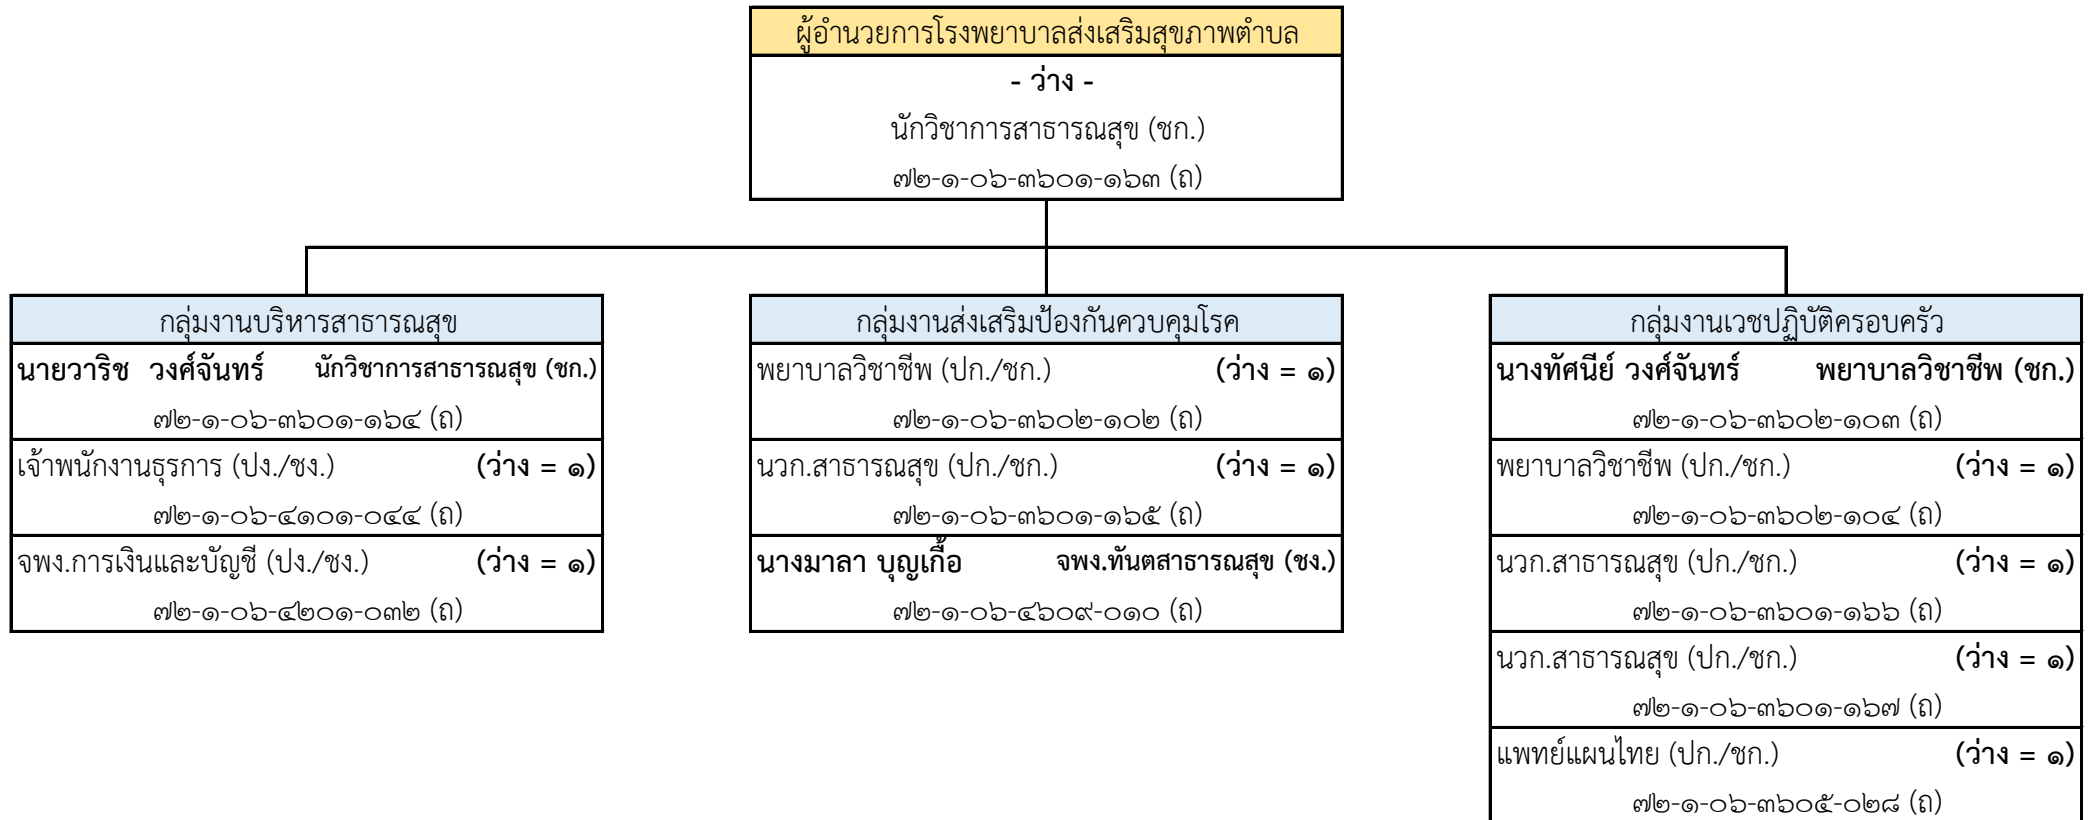 ผู้อำนวยการโรงพยาบาลส่งเสริมสุขภาพตำบล
- ว่าง -
นักวิชาการสาธารณสุข (ชก.)
๗๒-๑-๐๖-๓๖๐๑-๑๖๓ (ถ)
กลุ่มงานบริหารสาธารณสุข
นายวาริช วงศ์จันทร์ นักวิชาการสาธารณสุข (ชก.)
๗๒-๑-๐๖-๓๖๐๑-๑๖๔ (ถ)
เจ้าพนักงานธุรการ (ปง./ชง.) (ว่าง = ๑)
๗๒-๑-๐๖-๔๑๐๑-๐๔๔ (ถ)
จพง.การเงินและบัญชี (ปง./ชง.) (ว่าง = ๑)
๗๒-๑-๐๖-๔๒๐๑-๐๓๒ (ถ)
กลุ่มงานส่งเสริมป้องกันควบคุมโรค
พยาบาลวิชาชีพ (ปก./ชก.) (ว่าง = ๑)
๗๒-๑-๐๖-๓๖๐๒-๑๐๒ (ถ)
นวก.สาธารณสุข (ปก./ชก.) (ว่าง = ๑)
๗๒-๑-๐๖-๓๖๐๑-๑๖๕ (ถ)
นางมาลา บุญเกื้อ จพง.ทันตสาธารณสุข (ชง.)
๗๒-๑-๐๖-๔๖๐๙-๐๑๐ (ถ)
กลุ่มงานเวชปฏิบัติครอบครัว
นางทัศนีย์ วงศ์จันทร์ พยาบาลวิชาชีพ (ชก.)
๗๒-๑-๐๖-๓๖๐๒-๑๐๓ (ถ)
พยาบาลวิชาชีพ (ปก./ชก.) (ว่าง = ๑)
๗๒-๑-๐๖-๓๖๐๒-๑๐๔ (ถ)
นวก.สาธารณสุข (ปก./ชก.) (ว่าง = ๑)
๗๒-๑-๐๖-๓๖๐๑-๑๖๖ (ถ)
นวก.สาธารณสุข (ปก./ชก.) (ว่าง = ๑)
๗๒-๑-๐๖-๓๖๐๑-๑๖๗ (ถ)
แพทย์แผนไทย (ปก./ชก.) (ว่าง = ๑)
๗๒-๑-๐๖-๓๖๐๕-๐๒๘ (ถ)